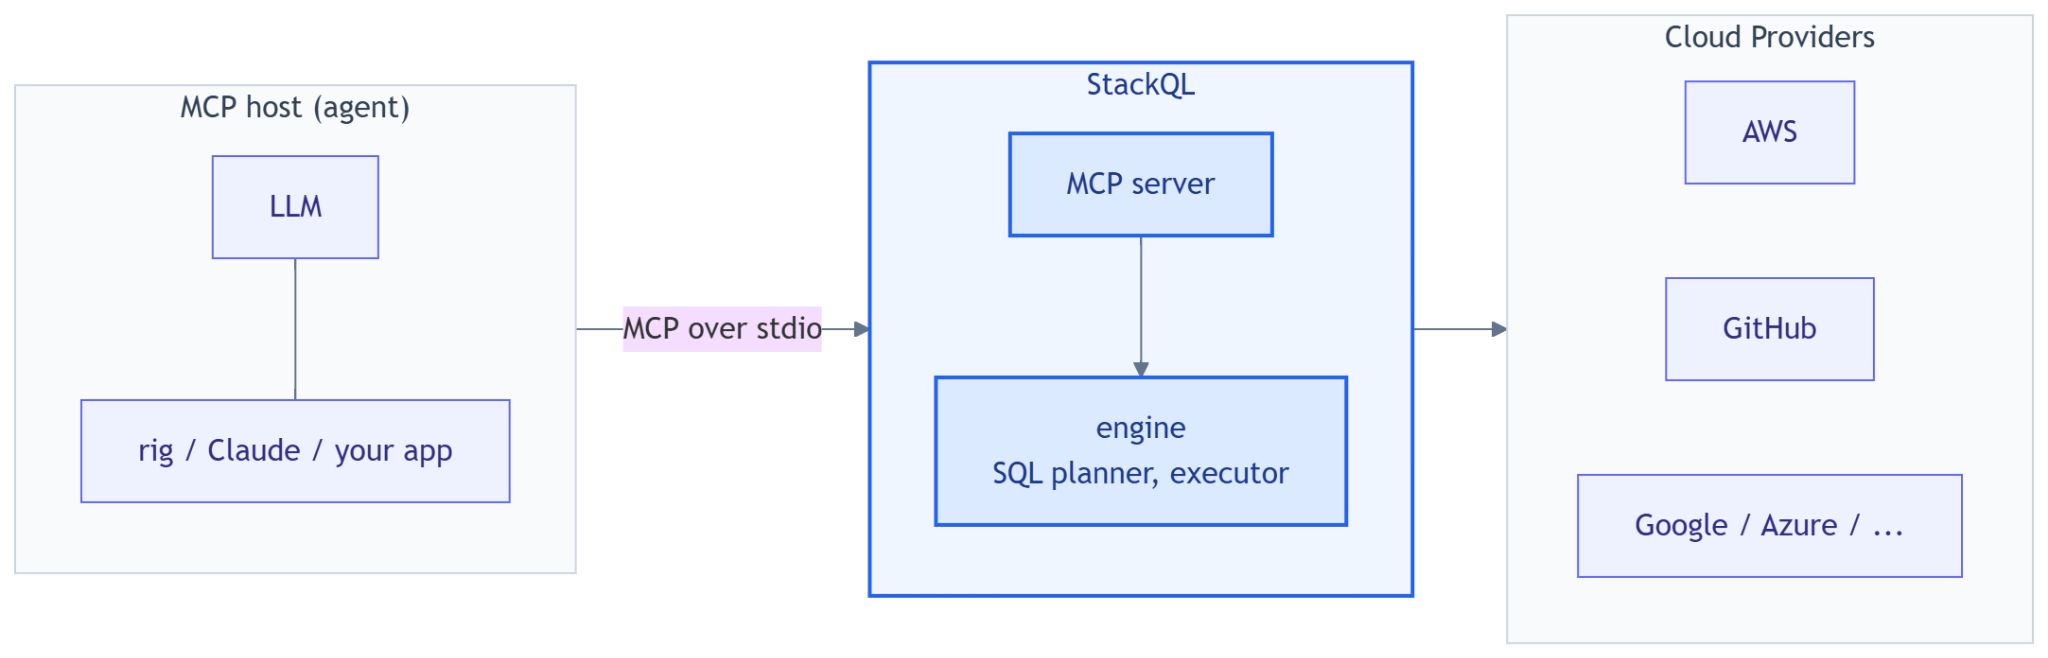 MCP host (agent)
LLM
rig / Claude / your app
MCP over stdio
StackQL
MCP server
engine
SQL planner, executor
Cloud Providers
AWS
GitHub
Google / Azure / ...